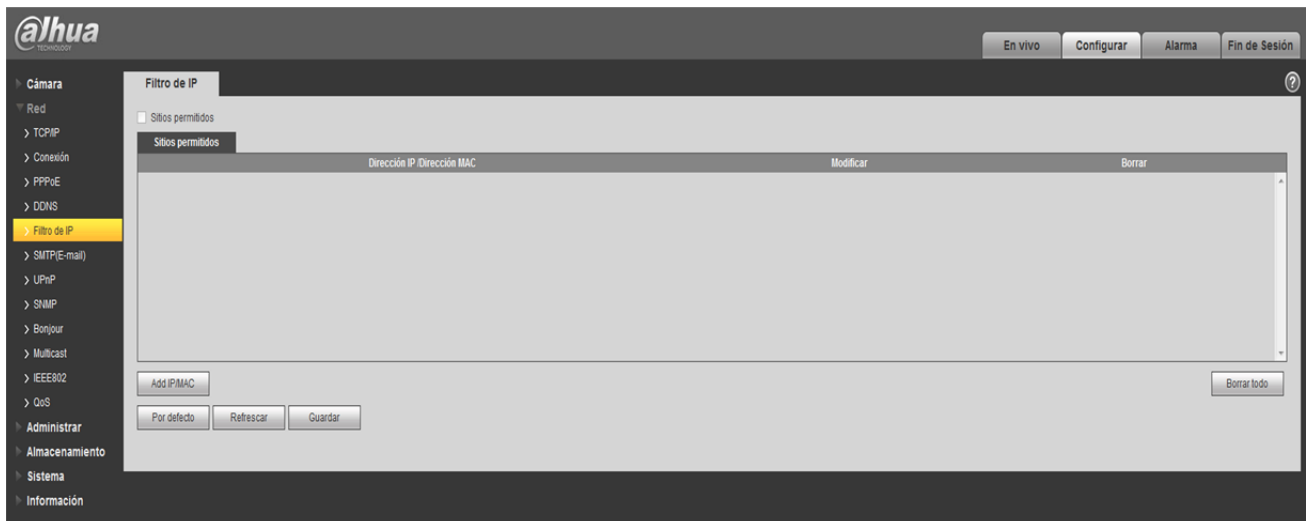 alhua
TECHNOLOGY
En vivo
Configurar
Alarma
Fin de Sesión
Cámara
Red
TCP/IP
Conexión
PPPoE
DDNS
Filtro de IP
SMTP(E-mail)
UPnP
SNMP
Bonjour
Multicast
IEEE802
QoS
Administrar
Almacenamiento
Sistema
Información
Filtro de IP
?
Sitios permitidos
Sitios permitidos
Dirección IP /Dirección MAC Modificar Borrar
Add IP/MAC
Borrar todo
Por defecto Refrescar Guardar